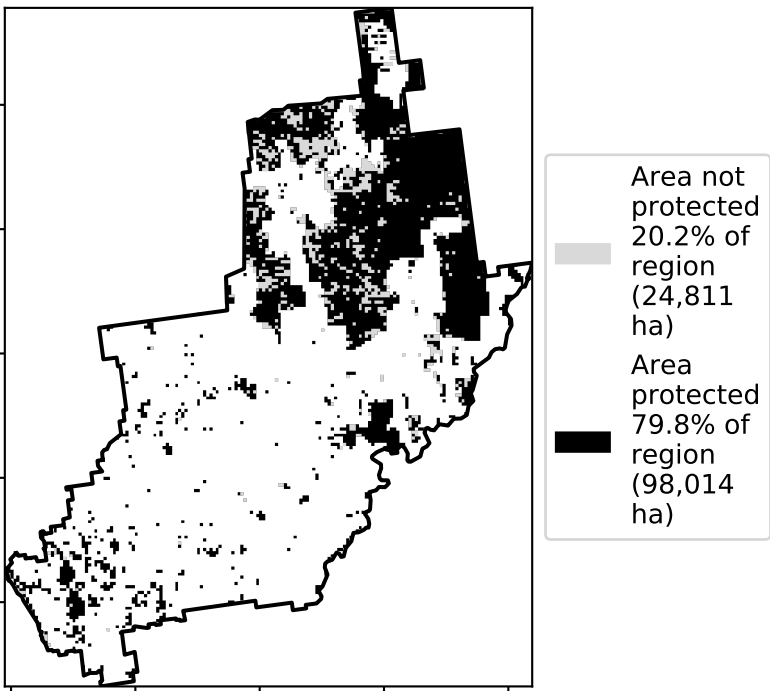 Area not
protected
20.2% of
region
(24,811
ha)
Area
protected
79.8% of
region
(98,014
ha)